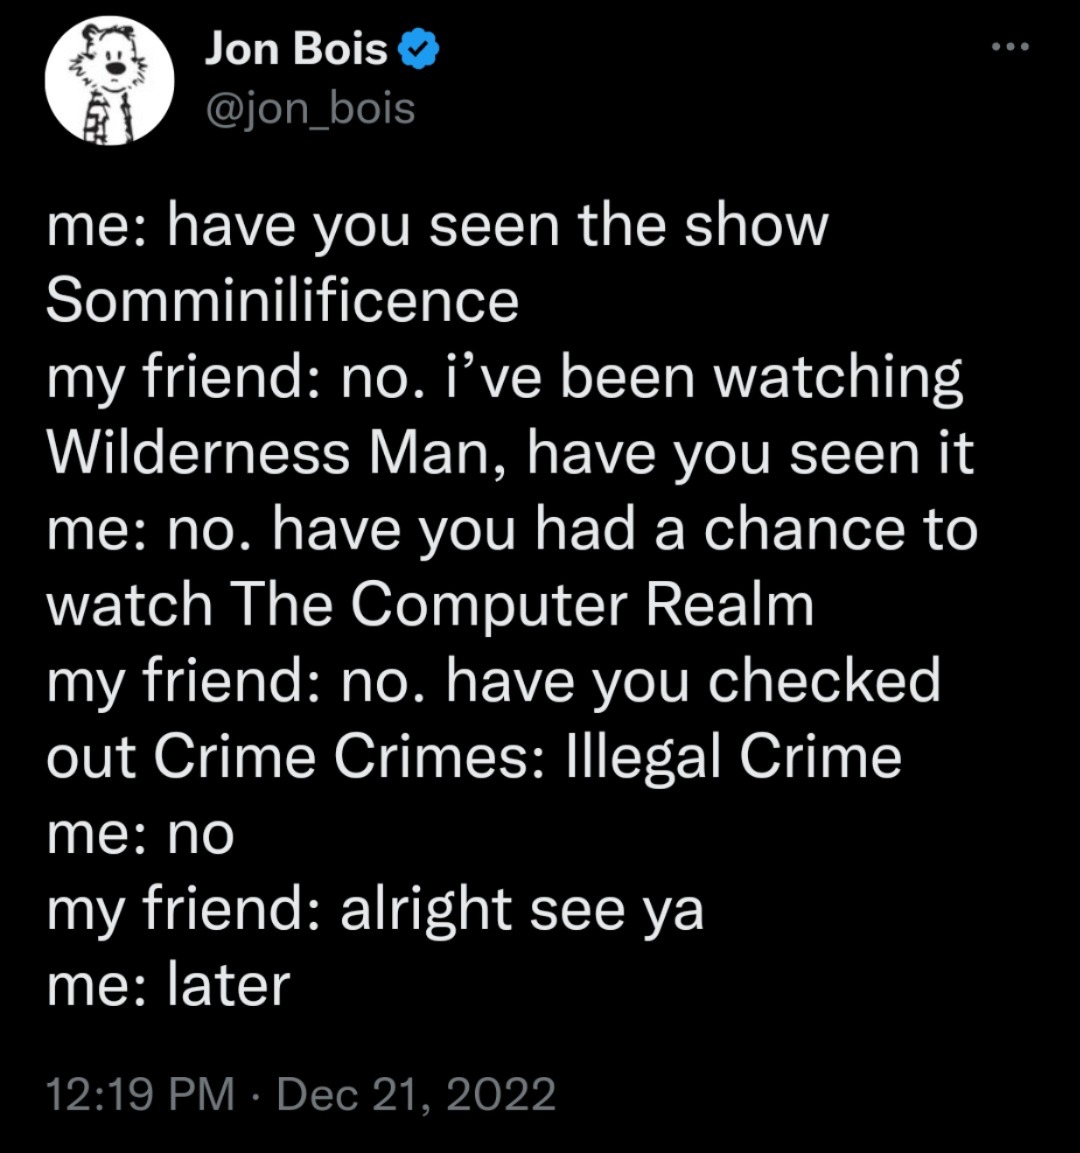 Jon Bois
@jon_bois
me: have you seen the show
Somminilificence
my friend: no. i’ve been watching
Wilderness Man, have you seen it
me: no. have you had a chance to
watch The Computer Realm
my friend: no. have you checked
out Crime Crimes: Illegal Crime
me: no
my friend: alright see ya
me: later
12:19 PM · Dec 21, 2022